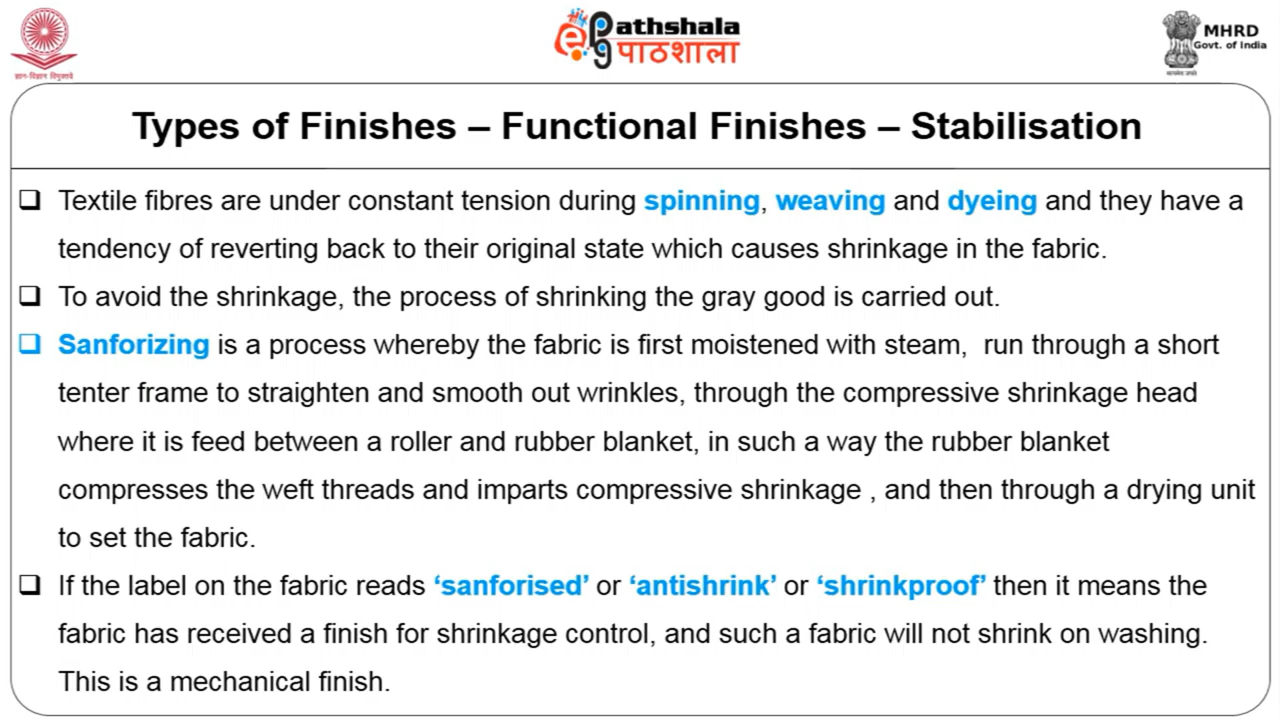 ज्ञान-विज्ञान विमुक्तये
Pathshala
पाठशाला
MHRD
Govt. of India
सत्यमेव जयते
Types of Finishes – Functional Finishes – Stabilisation
Textile fibres are under constant tension during spinning, weaving and dyeing and they have a
tendency of reverting back to their original state which causes shrinkage in the fabric.
To avoid the shrinkage, the process of shrinking the gray good is carried out.
Sanforizing is a process whereby the fabric is first moistened with steam,  run through a short
tenter frame to straighten and smooth out wrinkles, through the compressive shrinkage head
where it is feed between a roller and rubber blanket, in such a way the rubber blanket
compresses the weft threads and imparts compressive shrinkage , and then through a drying unit
to set the fabric.
If the label on the fabric reads ‘sanforised’ or ‘antishrink’ or ‘shrinkproof’ then it means the
fabric has received a finish for shrinkage control, and such a fabric will not shrink on washing.
This is a mechanical finish.